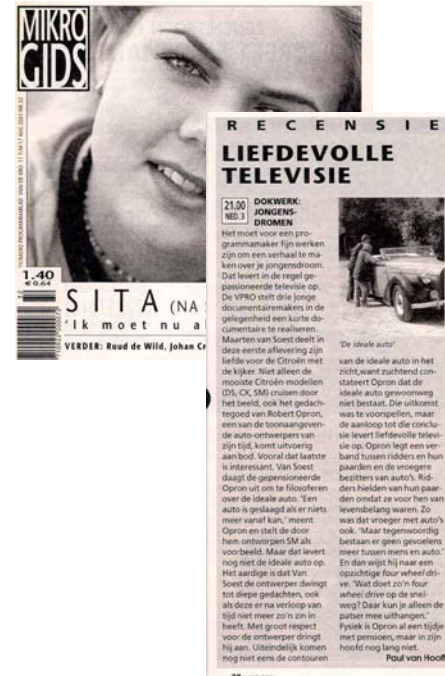 MIKRO
GIDS
1.40
€ 0.64
SITA (NA
'Ik moet nu a
VERDER: Ruud de Wild, Johan Cr
RECENSIE
LIEFDEVOLLE
TELEVISIE
21.00
NED. 3
DOKWERK:
JONGENS-
DROMEN
Het moet voor een pro-
grammamaker fijn werken
zijn om een verhaal te ma-
ken over je jongensdroom.
Dat levert in de regel ge-
passioneerde televisie op.
De VPRO stelt drie jonge
documentairemakers in de
gelegenheid een korte do-
cumentaire te realiseren.
Maarten van Soest deelt in
deze eerste aflevering zijn
liefde voor de Citroën met
de kijker. Niet alleen de
mooiste Citroën-modellen
(DS, CX, SM) cruisen door
het beeld, ook het gedach-
tegoed van Robert Opron,
een van de toonaangeven-
de auto-ontwerpers van
zijn tijd, komt uitvoerig
aan bod. Vooral dat laatste
is interessant. Van Soest
daagt de gepensioneerde
Opron uit om te filosoferen
over de ideale auto. 'Een
auto is geslaagd als er niets
meer vanaf kan,' meent
Opron en stelt de door
hem ontworpen SM als
voorbeeld. Maar dat levert
nog niet de ideale auto op.
Het aardige is dat Van
Soest de ontwerper dwingt
tot diepe gedachten, ook
als deze er na verloop van
tijd niet meer zo'n zin in
heeft. Met groot respect
voor de ontwerper dringt
hij aan. Uiteindelijk komen
nog niet eens de contouren
'De ideale auto'
van de ideale auto in het
zicht, want zuchtend con-
stateert Opron dat de
ideale auto gewoonweg
niet bestaat. Die uitkomst
was te voorspellen, maar
de aanloop tot die conclu-
sie levert liefdevolle televi-
sie op. Opron legt een ver-
band tussen ridders en hun
paarden en de vroegere
bezitters van auto's. Rid-
ders hielden van hun paar-
den omdat ze voor hen van
levensbelang waren. Zo
was dat vroeger met auto's
ook. 'Maar tegenwoordig
bestaan er geen gevoelens
meer tussen mens en auto.'
En dan wijst hij naar een
opzichtige four wheel dri-
ve. 'Wat doet zo'n four
wheel drive op de snel-
weg? Daar kun je alleen de
patser mee uithangen.'
Fysiek is Opron al een tijdje
met pensioen, maar in zijn
hoofd nog lang niet.
Paul van Hooff